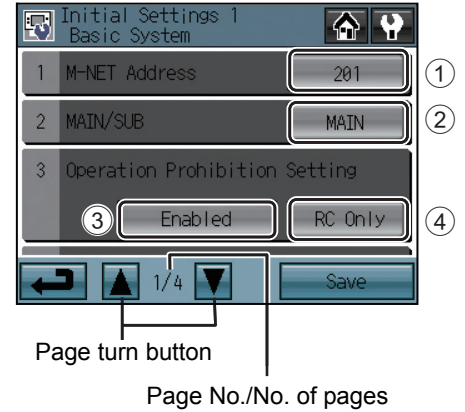 Initial Settings 1
Basic System
1 M-NET Address 201 ①
2 MAIN/SUB MAIN ②
3 Operation Prohibition Setting
③ Enabled RC Only ④
1/4 Save
Page turn button
Page No./No. of pages